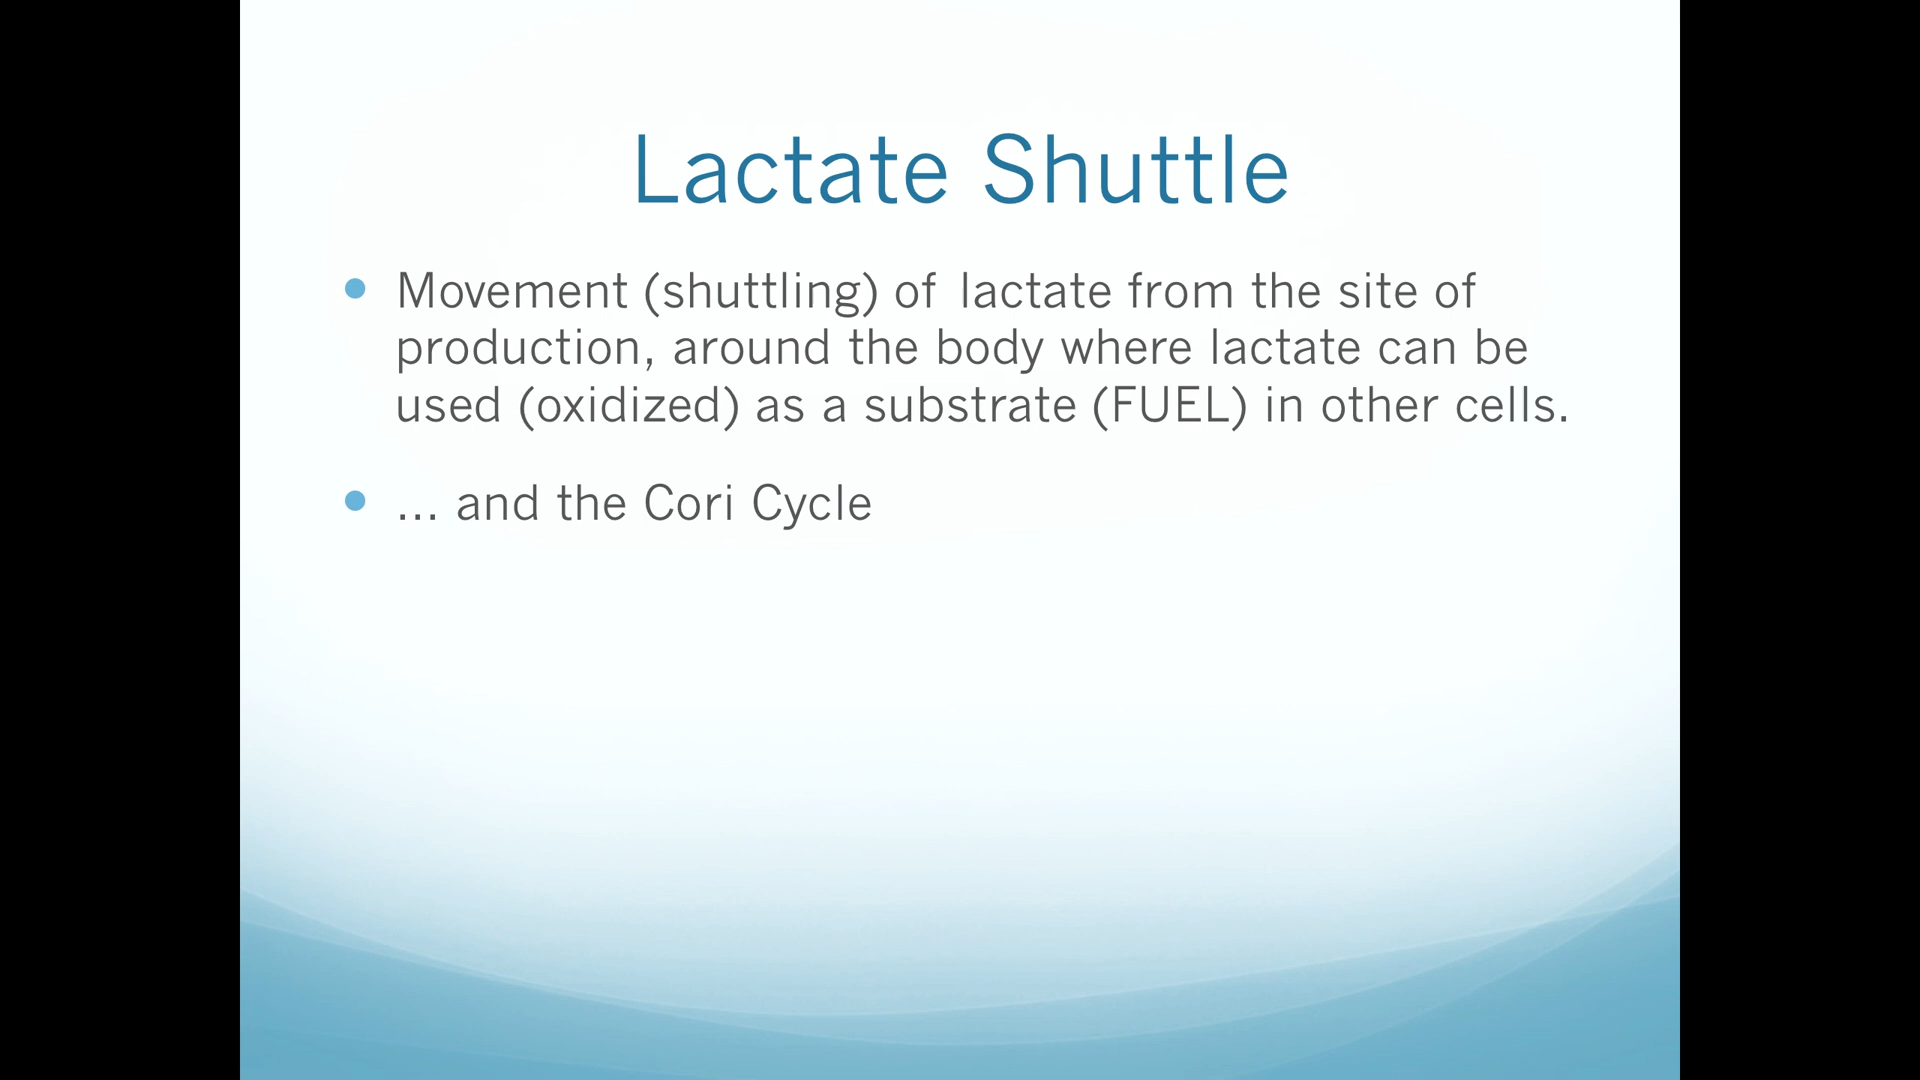 Lactate Shuttle
• Movement (shuttling) of lactate from the site of
production, around the body where lactate can be
used (oxidized) as a substrate (FUEL) in other cells.
• ... and the Cori Cycle